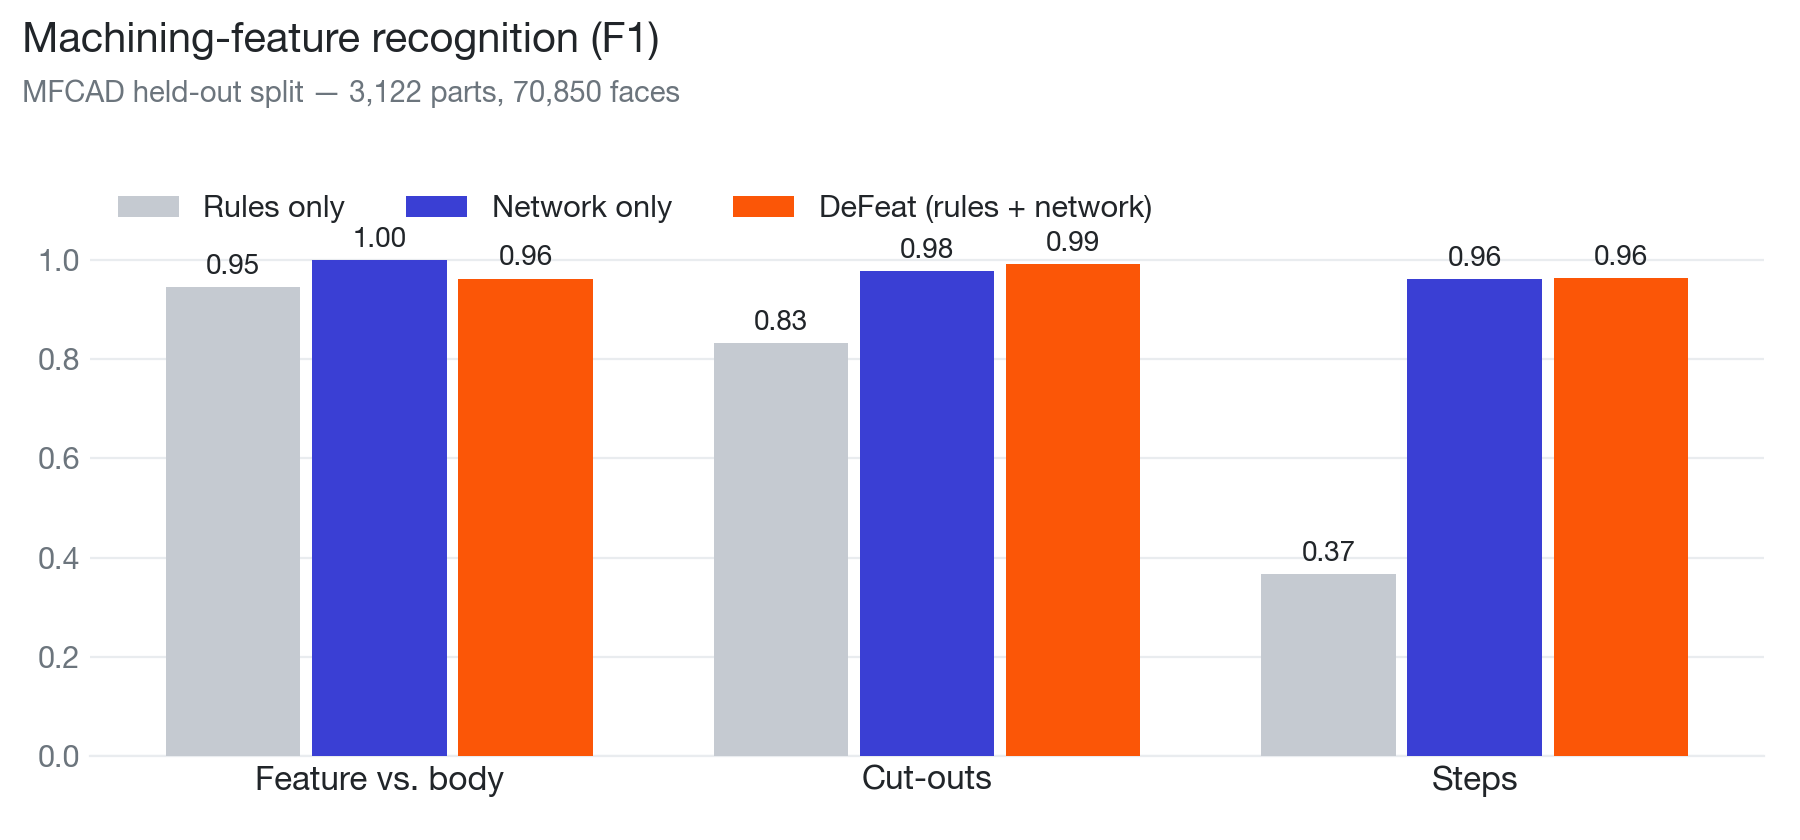 Machining-feature recognition (F1)
MFCAD held-out split — 3,122 parts, 70,850 faces
Rules only
Network only
DeFeat (rules + network)
1.0
0.8
0.6
0.4
0.2
0.0
0.95
1.00
0.96
0.83
0.98
0.99
0.37
0.96
0.96
Feature vs. body
Cut-outs
Steps